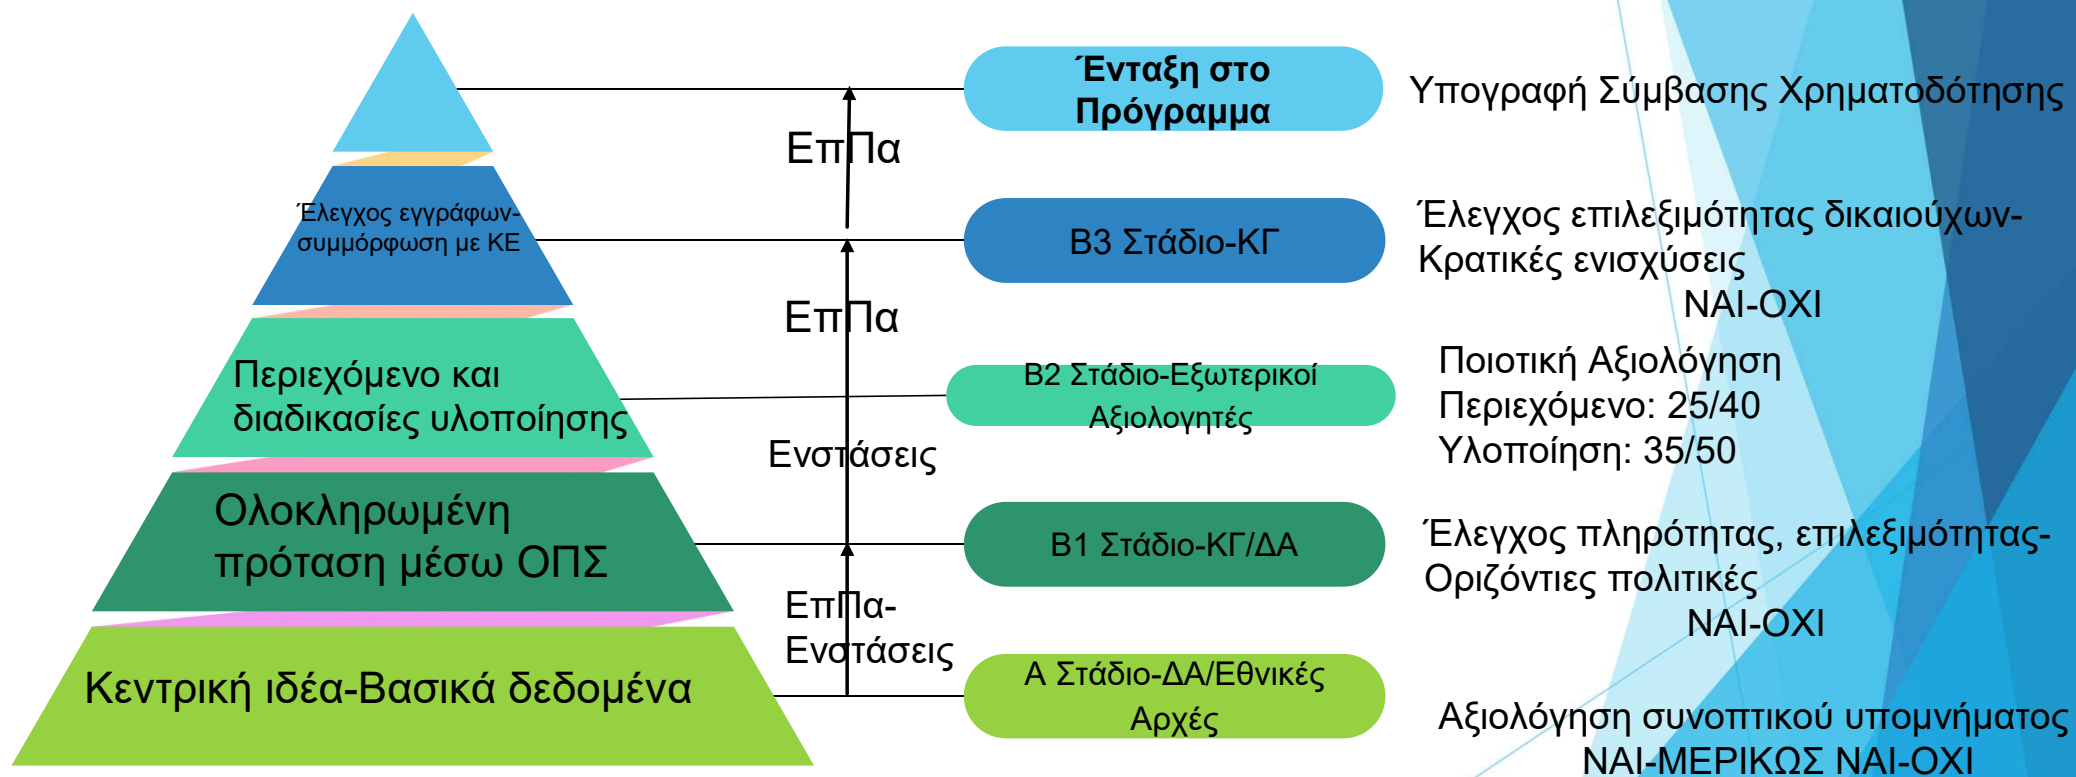 Ένταξη στο
Πρόγραμμα
Υπογραφή Σύμβασης Χρηματοδότησης
ΕπΠα
Έλεγχος εγγράφων-
συμμόρφωση με ΚΕ
Β3 Στάδιο-ΚΓ
Έλεγχος επιλεξιμότητας δικαιούχων-
Κρατικές ενισχύσεις
ΝΑΙ-ΟΧΙ
ΕπΠα
Περιεχόμενο και
διαδικασίες υλοποίησης
Β2 Στάδιο-Εξωτερικοί
Αξιολογητές
Ποιοτική Αξιολόγηση
Περιεχόμενο: 25/40
Υλοποίηση: 35/50
Ενστάσεις
Ολοκληρωμένη
πρόταση μέσω ΟΠΣ
Β1 Στάδιο-ΚΓ/ΔΑ
Έλεγχος πληρότητας, επιλεξιμότητας-
Οριζόντιες πολιτικές
ΝΑΙ-ΟΧΙ
ΕπΠα-
Ενστάσεις
Κεντρική ιδέα-Βασικά δεδομένα
Α Στάδιο-ΔΑ/Εθνικές
Αρχές
Αξιολόγηση συνοπτικού υπομνήματος
ΝΑΙ-ΜΕΡΙΚΩΣ ΝΑΙ-ΟΧΙ